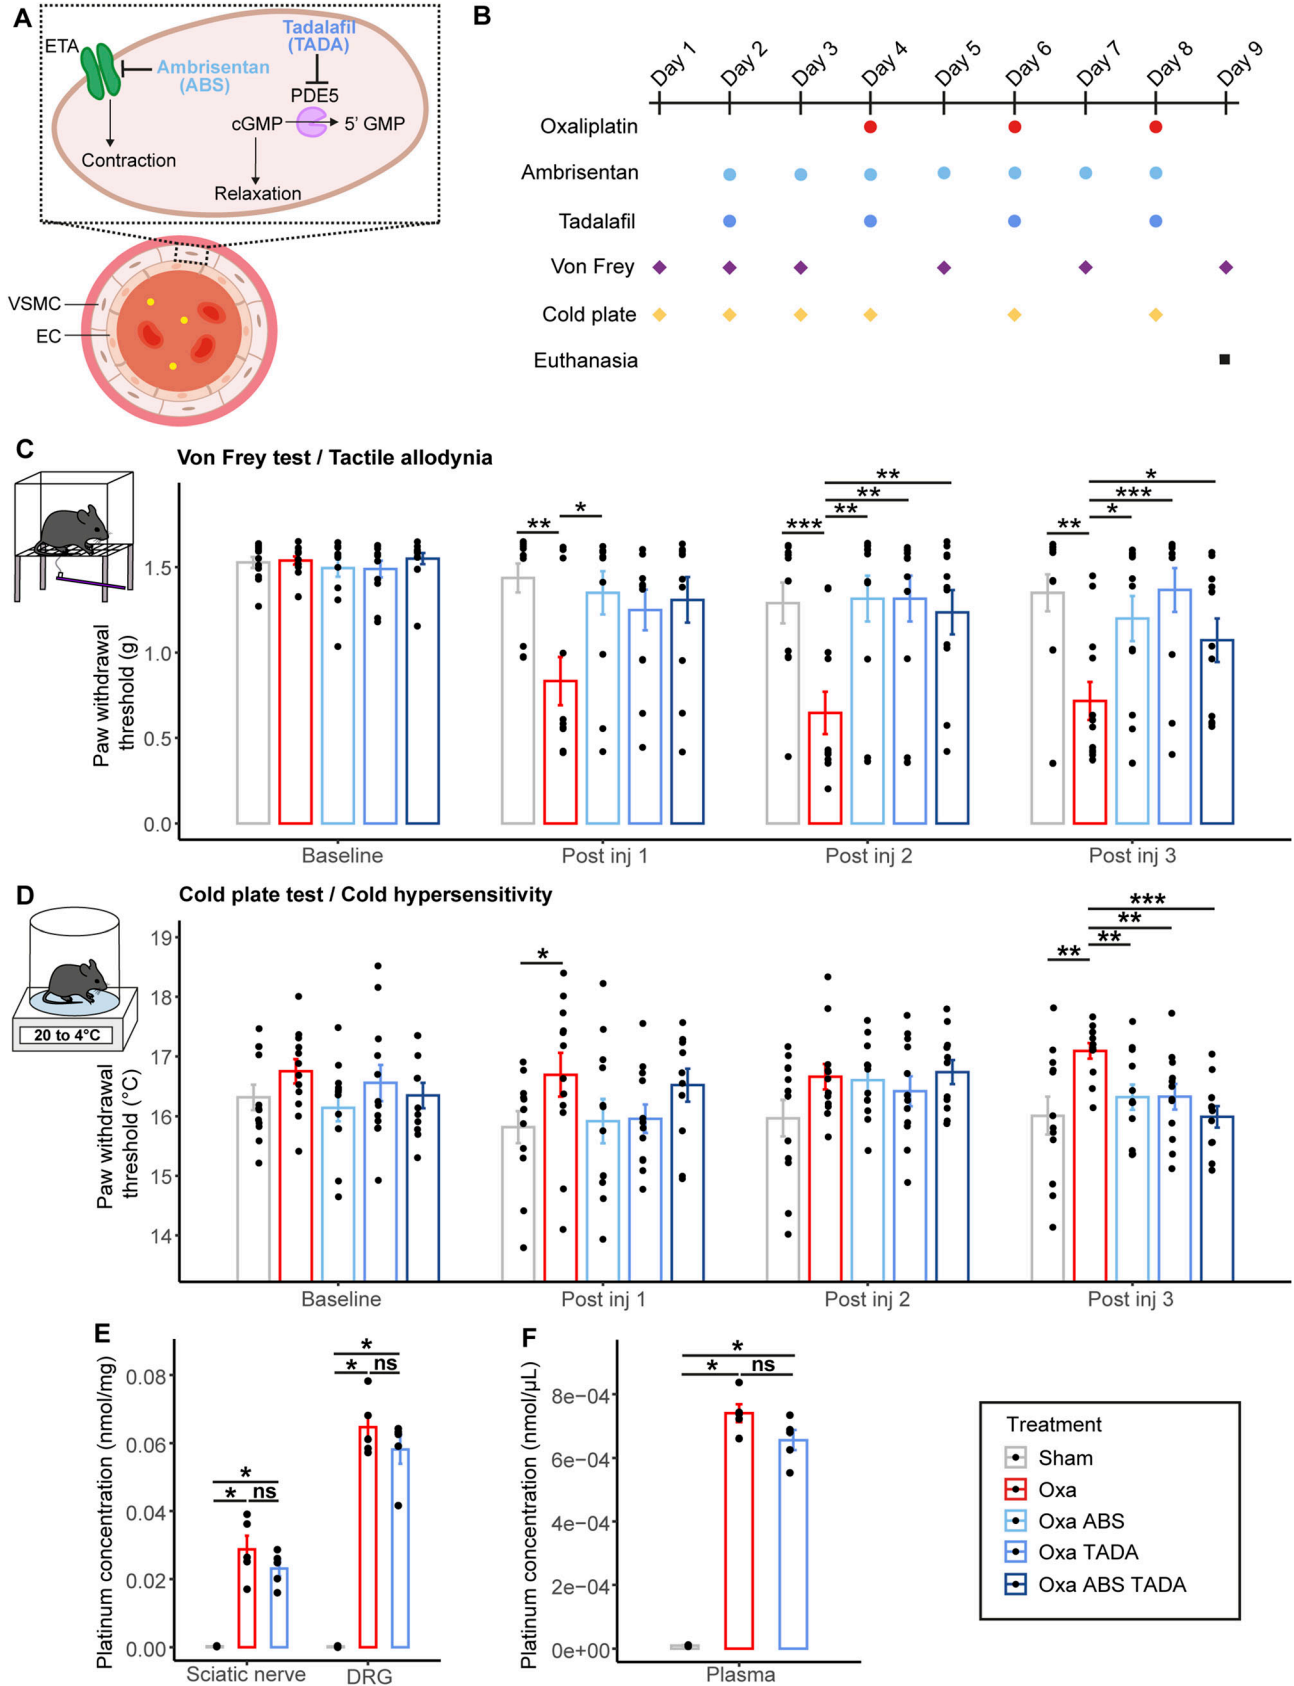 A
ETA
Ambrisentan
(ABS)
Tadalafil
(TADA)
PDE5
cGMP
5' GMP
Contraction
Relaxation
VSMC
EC
B
Day 1
Day 2
Day 3
Day 4
Day 5
Day 6
Day 7
Day 8
Day 9
Oxaliplatin
Ambrisentan
Tadalafil
Von Frey
Cold plate
Euthanasia
C
Von Frey test / Tactile allodynia
Paw withdrawal
threshold (g)
1.5
1.0
0.5
0.0
** *
*** ** ** **
** * *** *
Baseline
Post inj 1
Post inj 2
Post inj 3
D
Cold plate test / Cold hypersensitivity
20 to 4°C
Paw withdrawal
threshold (°C)
19
18
17
16
15
14
*
** ** ** ***
Baseline
Post inj 1
Post inj 2
Post inj 3
E
Platinum concentration (nmol/mg)
0.08
0.06
0.04
0.02
0.00
*
* ns
*
* ns
Sciatic nerve
DRG
F
Platinum concentration (nmol/µL)
8e−04
6e−04
4e−04
2e−04
0e+00
*
* ns
Plasma
Treatment
Sham
Oxa
Oxa ABS
Oxa TADA
Oxa ABS TADA